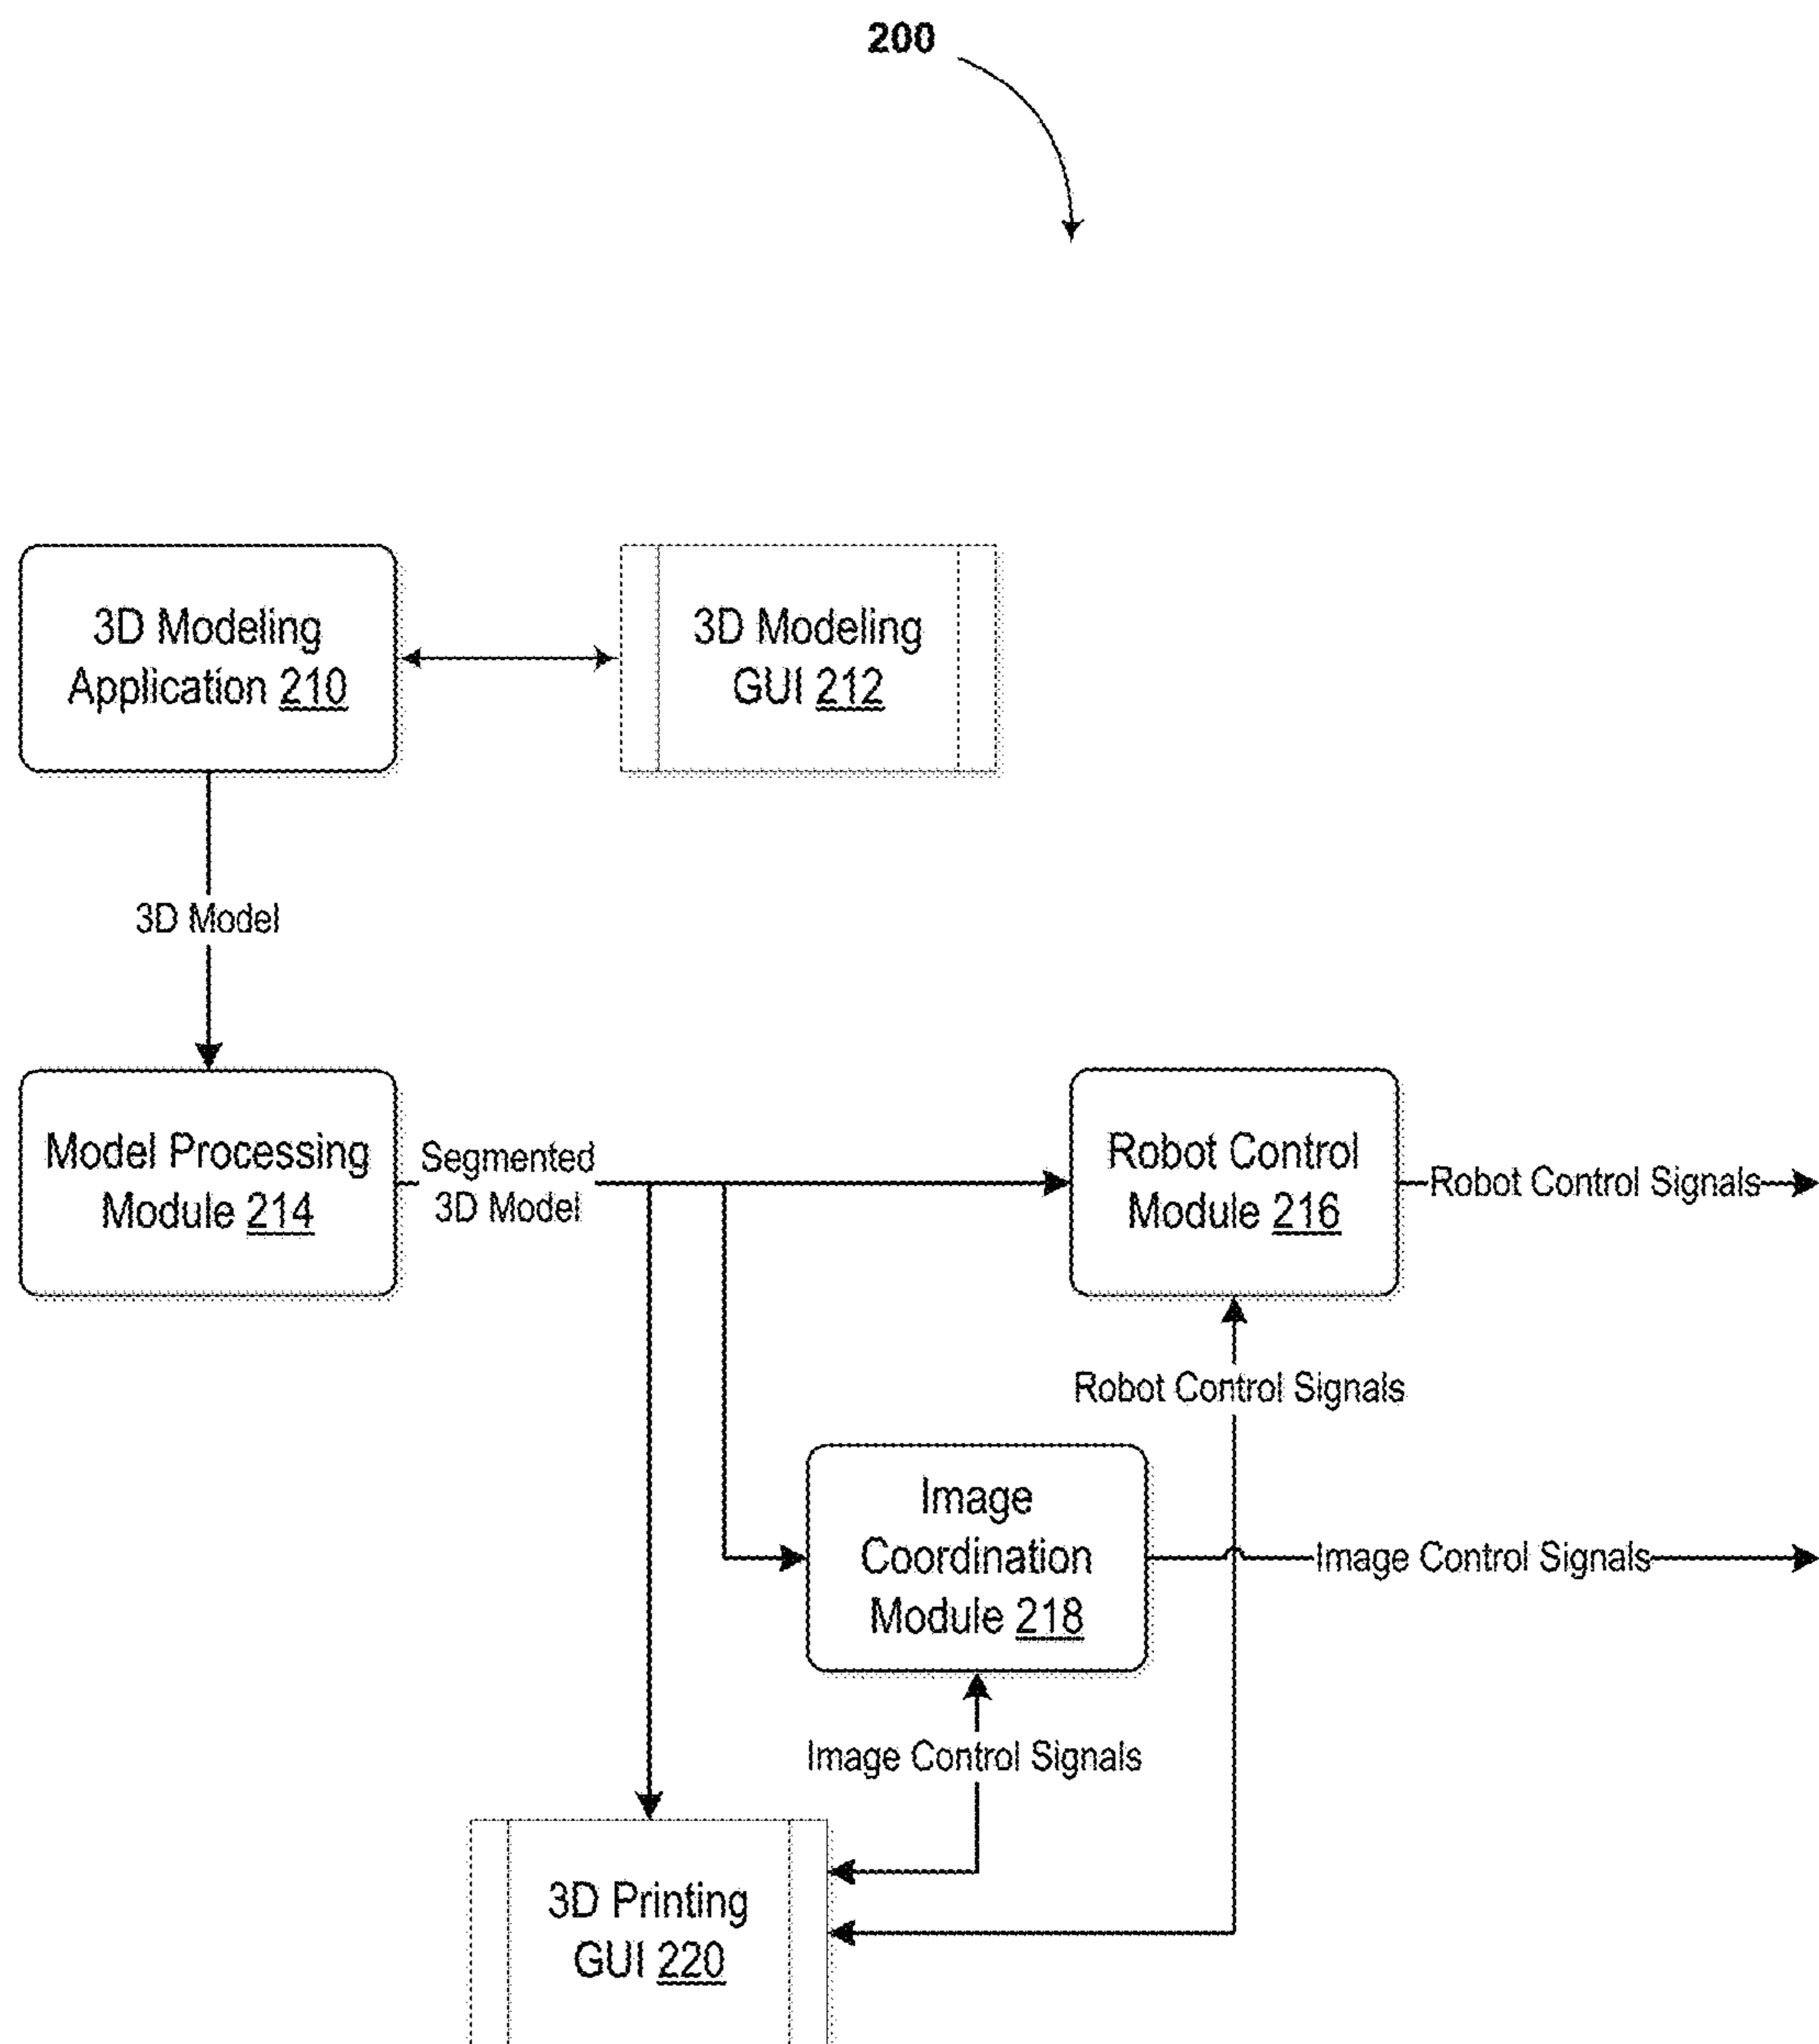 200
3D Modeling
Application 210
3D Modeling
GUI 212
3D Model
Model Processing
Module 214
Segmented
3D Model
Robot Control
Module 216
Robot Control Signals
Robot Control Signals
Image
Coordination
Module 218
Image Control Signals
Image Control Signals
3D Printing
GUI 220